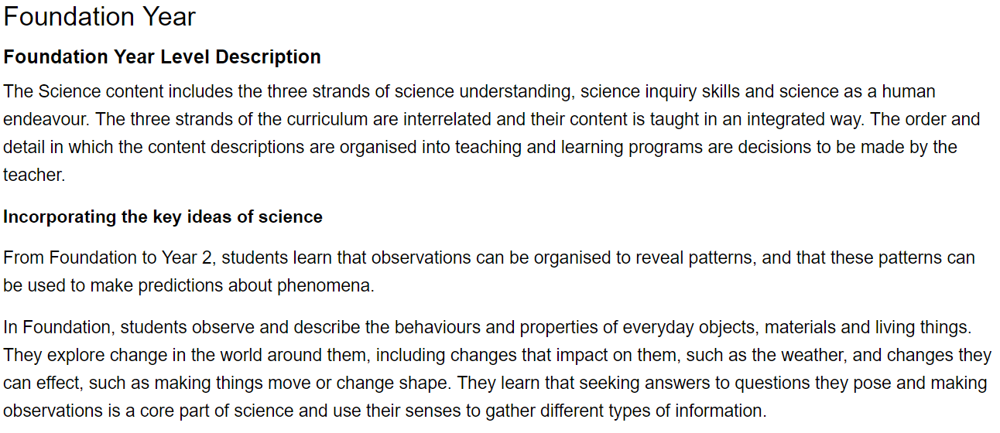 Foundation Year
Foundation Year Level Description
The Science content includes the three strands of science understanding, science inquiry skills and science as a human
endeavour. The three strands of the curriculum are interrelated and their content is taught in an integrated way. The order and
detail in which the content descriptions are organised into teaching and learning programs are decisions to be made by the
teacher.
Incorporating the key ideas of science
From Foundation to Year 2, students learn that observations can be organised to reveal patterns, and that these patterns can
be used to make predictions about phenomena.
In Foundation, students observe and describe the behaviours and properties of everyday objects, materials and living things.
They explore change in the world around them, including changes that impact on them, such as the weather, and changes they
can effect, such as making things move or change shape. They learn that seeking answers to questions they pose and making
observations is a core part of science and use their senses to gather different types of information.